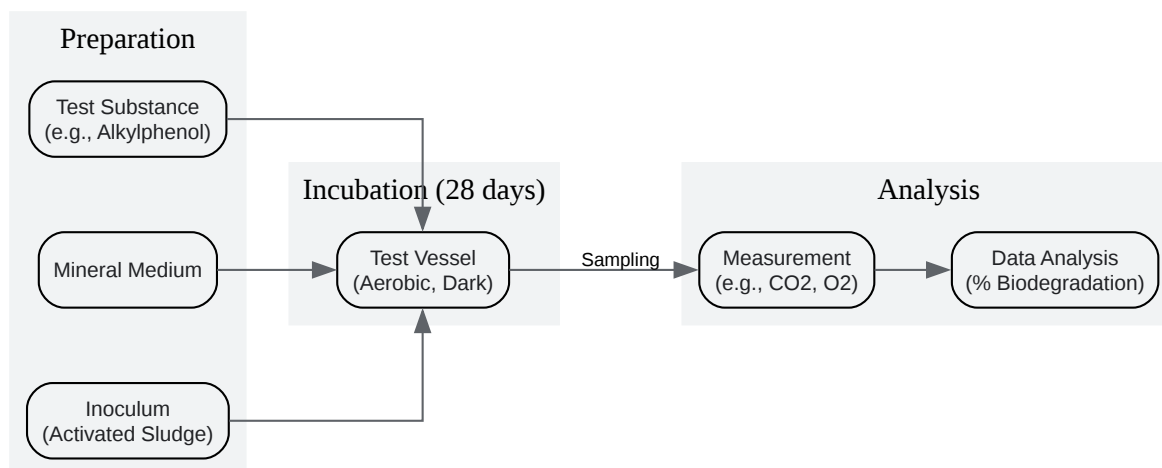 Preparation
Test Substance
(e.g., Alkylphenol)
Mineral Medium
Inoculum
(Activated Sludge)
Incubation (28 days)
Test Vessel
(Aerobic, Dark)
Sampling
Analysis
Measurement
(e.g., CO2, O2)
Data Analysis
(% Biodegradation)